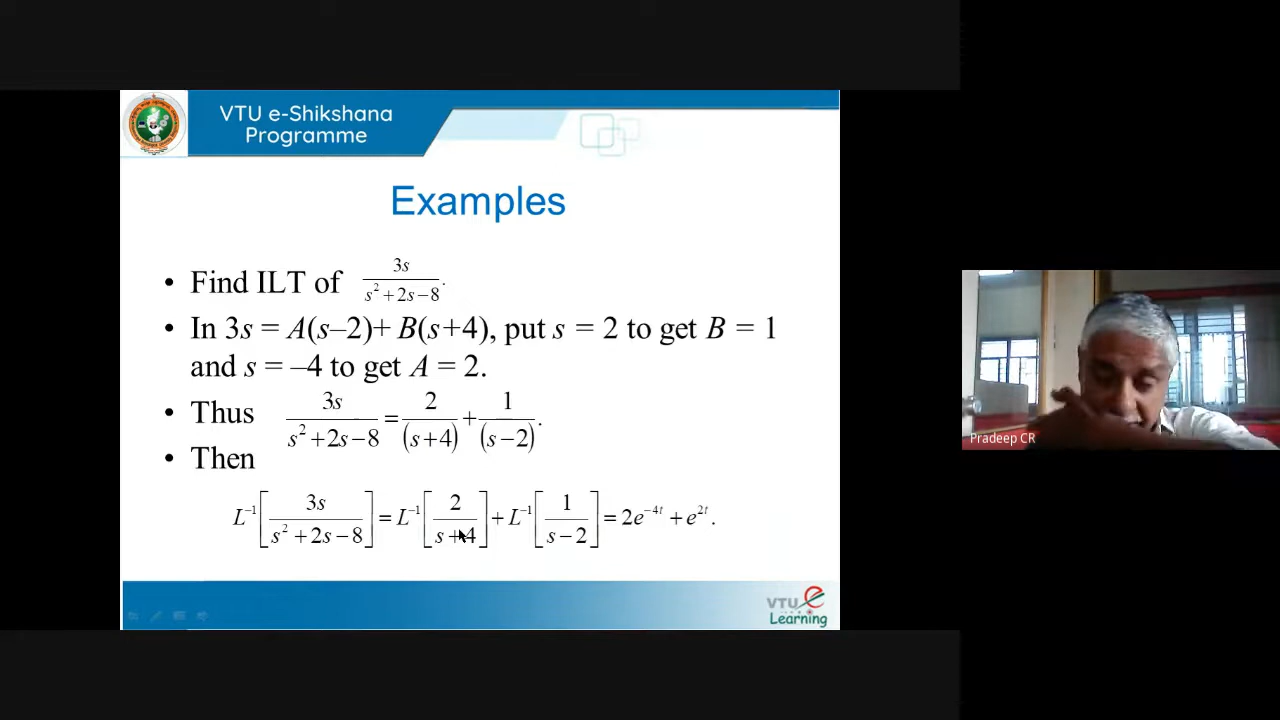 VTU e-Shikshana
Programme
Examples
• Find ILT of 3s / (s² + 2s – 8).
• In 3s = A(s–2)+ B(s+4), put s = 2 to get B = 1
and s = –4 to get A = 2.
• Thus 3s / (s² + 2s – 8) = 2 / (s + 4) + 1 / (s – 2).
• Then
L⁻¹[3s / (s² + 2s – 8)] = L⁻¹[2 / (s + 4)] + L⁻¹[1 / (s – 2)] = 2e⁻⁴ᵗ + e²ᵗ.
Pradeep CR
VTU e
Learning